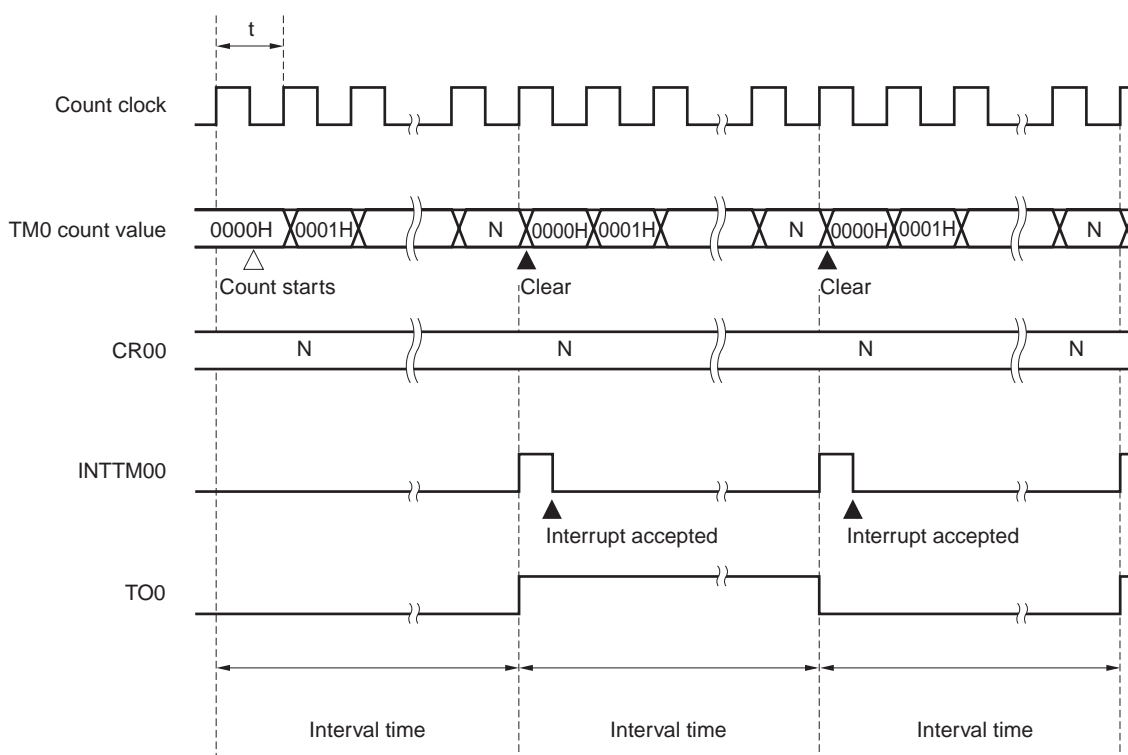 t
Count clock
TM0 count value 0000H 0001H N 0000H 0001H N 0000H 0001H N
Count starts Clear Clear
CR00 N N N N
INTTM00
Interrupt accepted Interrupt accepted
TO0
Interval time Interval time Interval time